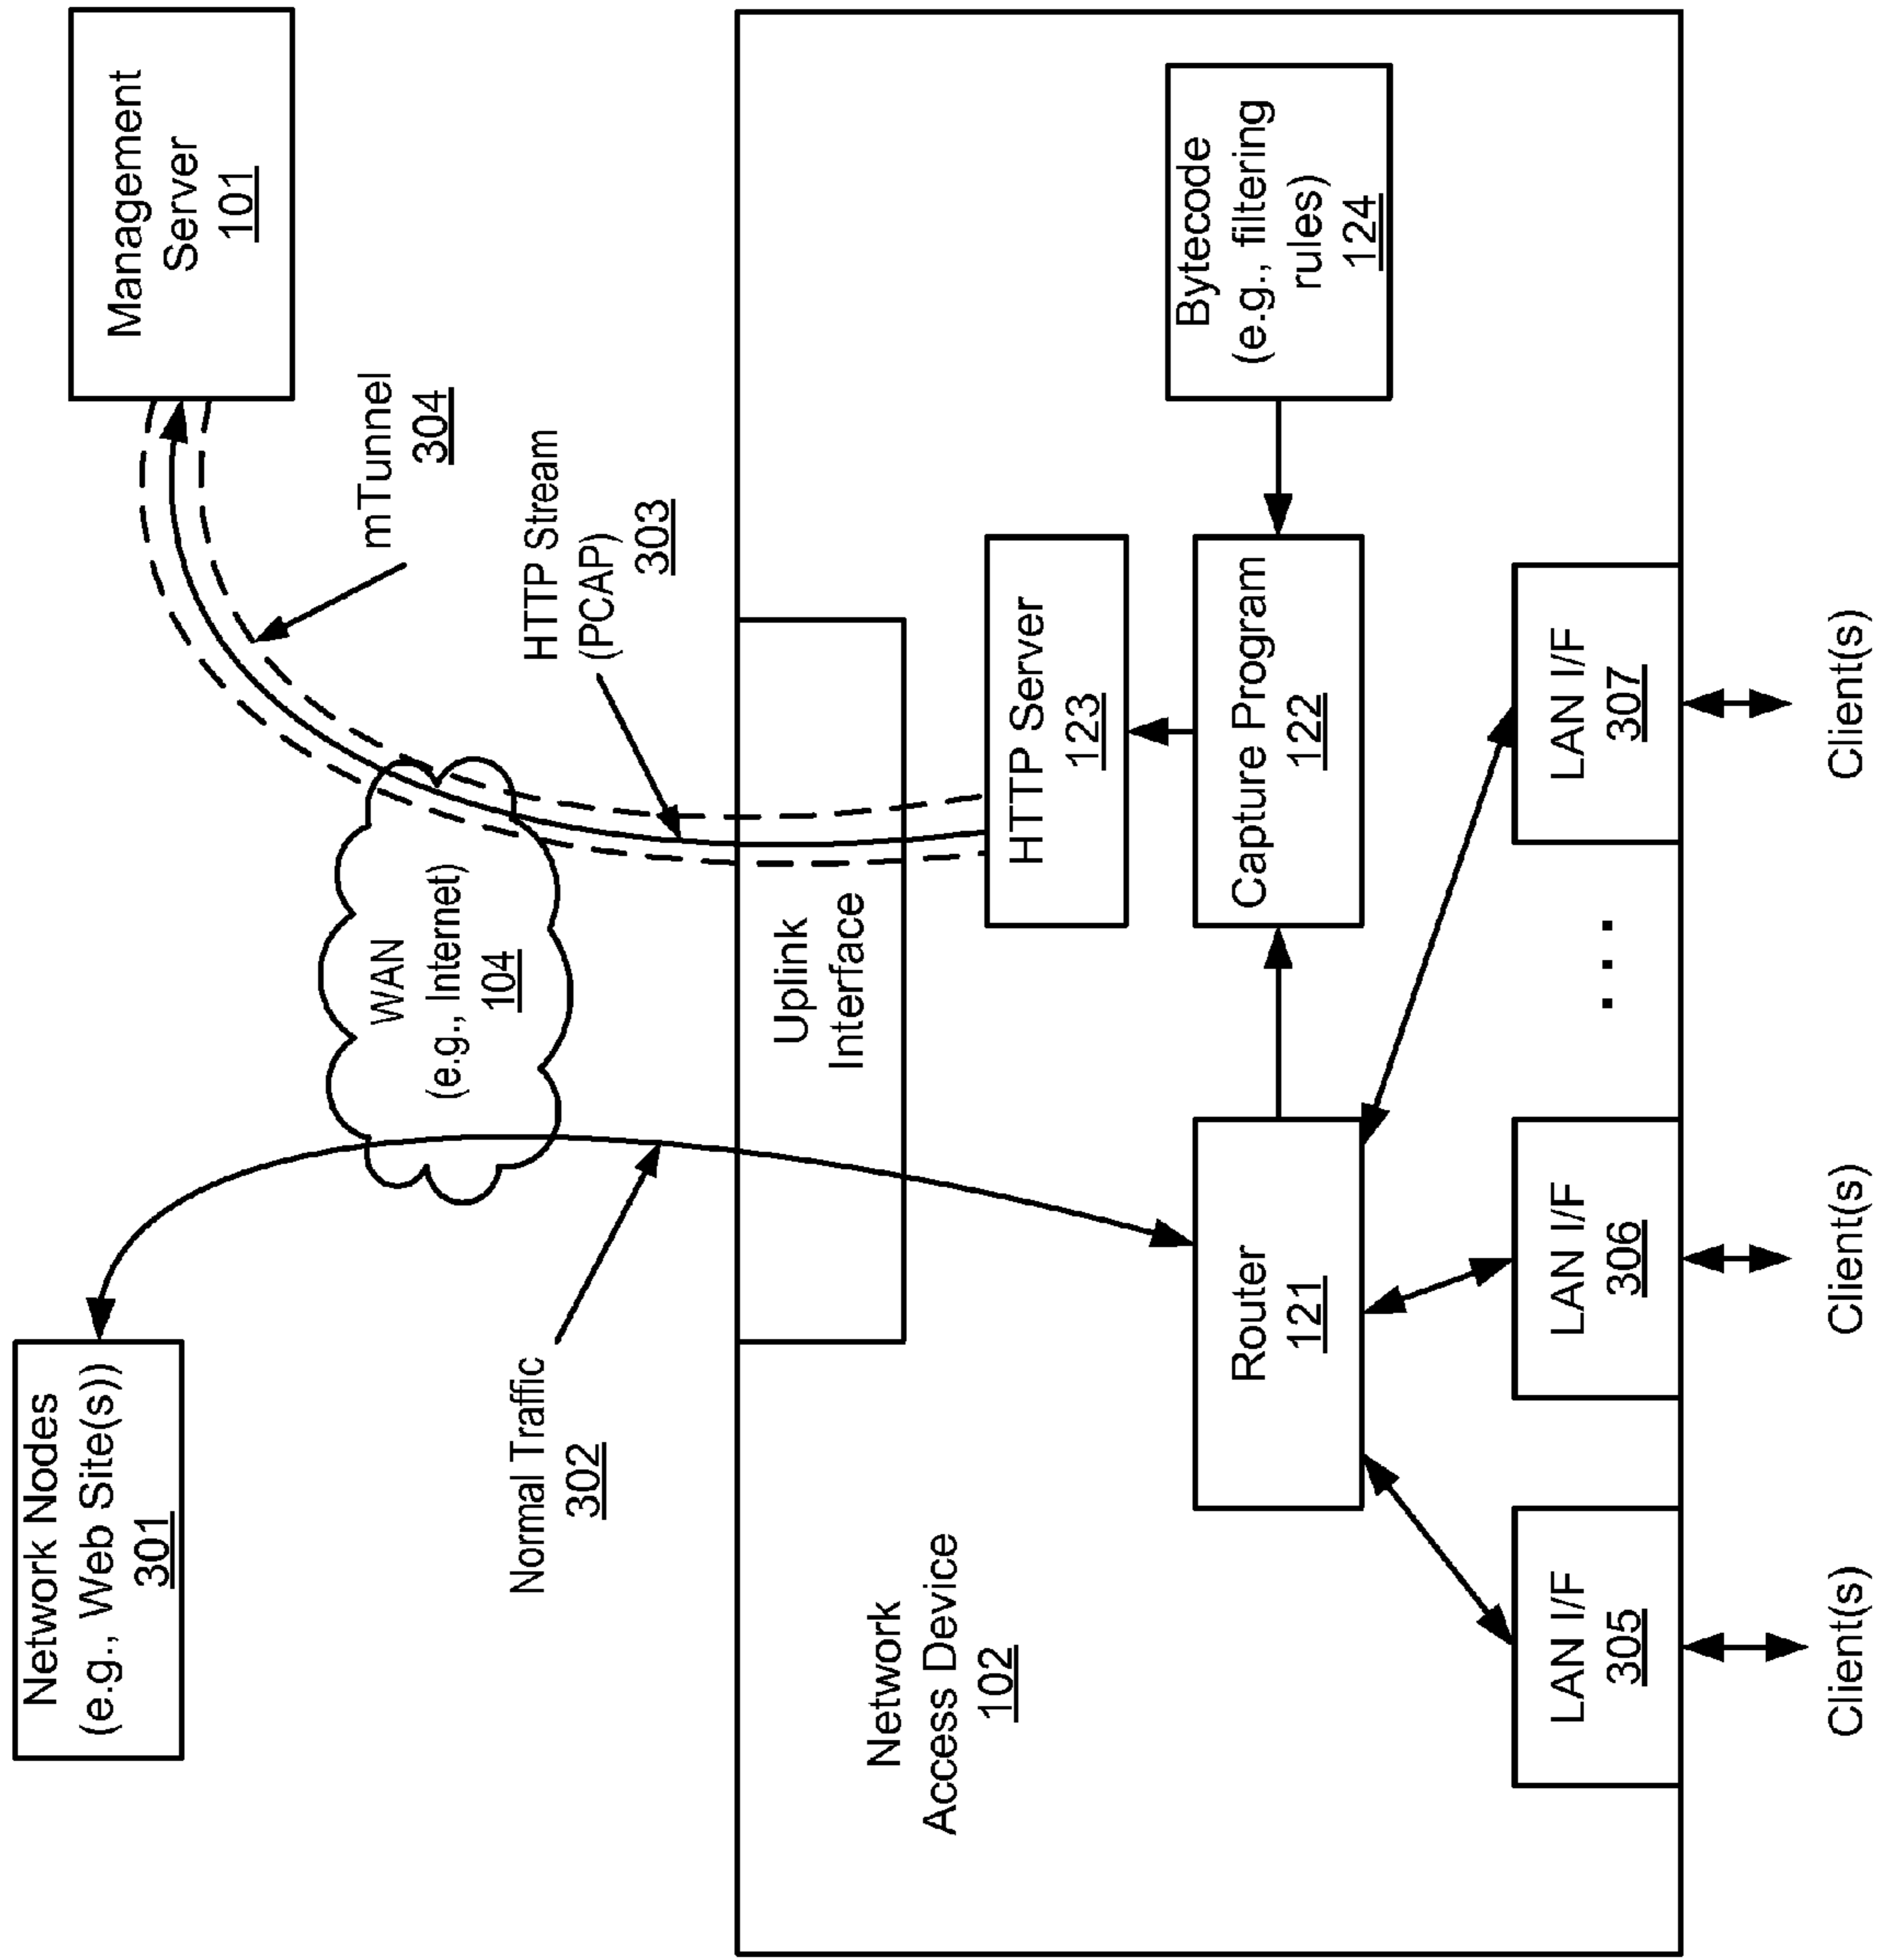 Network Nodes
(e.g., Web Site(s))
301
Management
Server
101
mTunnel
304
WAN
(e.g., Internet)
104
HTTP Stream
(PCAP)
303
Normal Traffic
302
Uplink
Interface
Network
Access Device
102
HTTP Server
123
Router
121
Capture Program
122
Bytecode
(e.g., filtering
rules)
124
LAN I/F
305
LAN I/F
306
. . .
LAN I/F
307
Client(s)
Client(s)
Client(s)